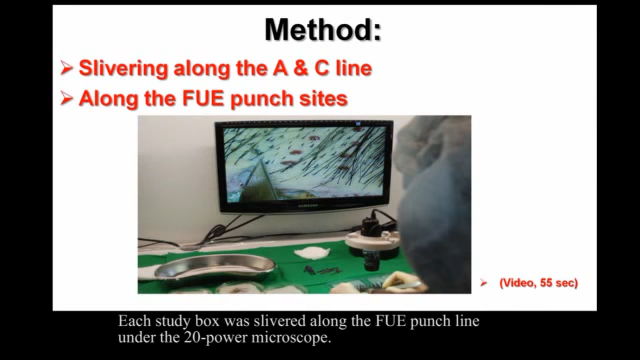 Method:
➢ Slivering along the A & C line
➢ Along the FUE punch sites
SAMSUNG
➢ (Video, 55 sec)
Each study box was slivered along the FUE punch line
under the 20-power microscope.